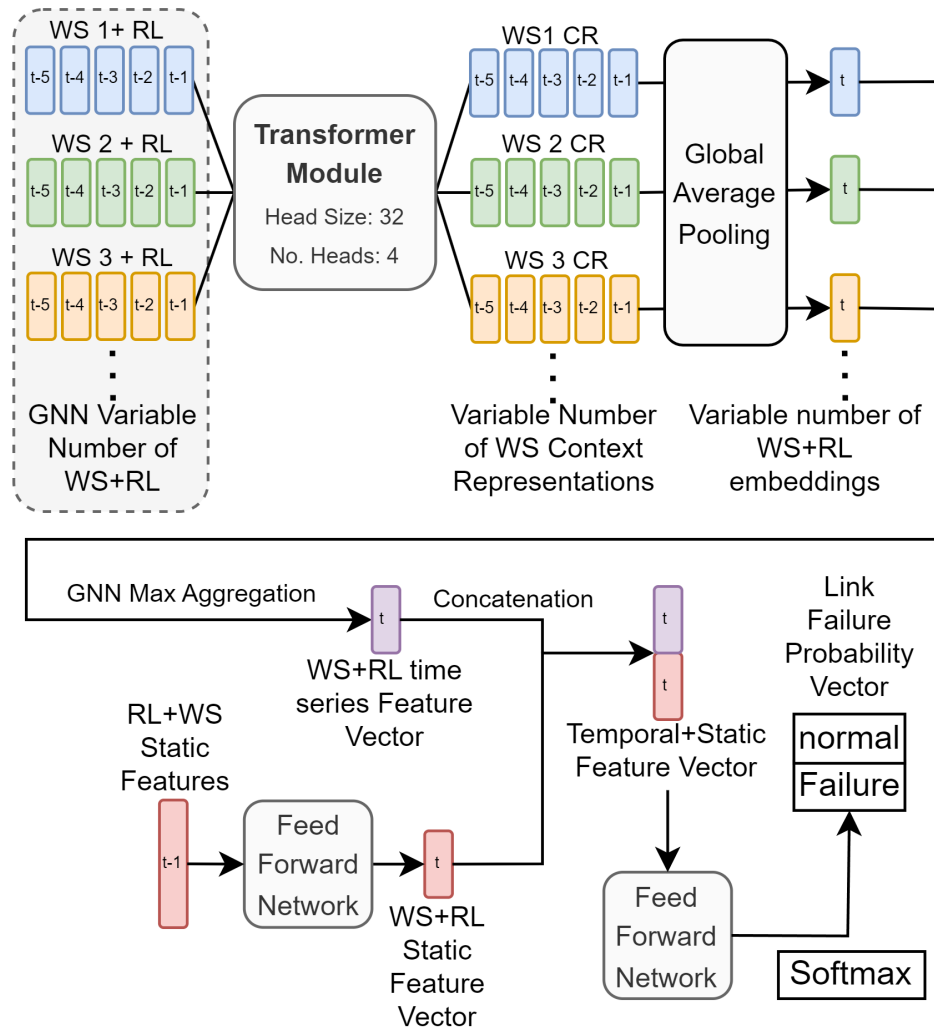 WS 1+ RL
t-5 t-4 t-3 t-2 t-1
WS 2 + RL
t-5 t-4 t-3 t-2 t-1
WS 3 + RL
t-5 t-4 t-3 t-2 t-1
GNN Variable
Number of
WS+RL
Transformer
Module
Head Size: 32
No. Heads: 4
WS1 CR
t-5 t-4 t-3 t-2 t-1
WS 2 CR
t-5 t-4 t-3 t-2 t-1
WS 3 CR
t-5 t-4 t-3 t-2 t-1
Variable Number
of WS Context
Representations
Global
Average
Pooling
t
t
t
Variable number of
WS+RL
embeddings
GNN Max Aggregation
t
WS+RL time
series Feature
Vector
Concatenation
t
t
Temporal+Static
Feature Vector
RL+WS
Static
Features
t-1
Feed
Forward
Network
t
WS+RL
Static
Feature
Vector
Feed
Forward
Network
Link
Failure
Probability
Vector
normal
Failure
Softmax